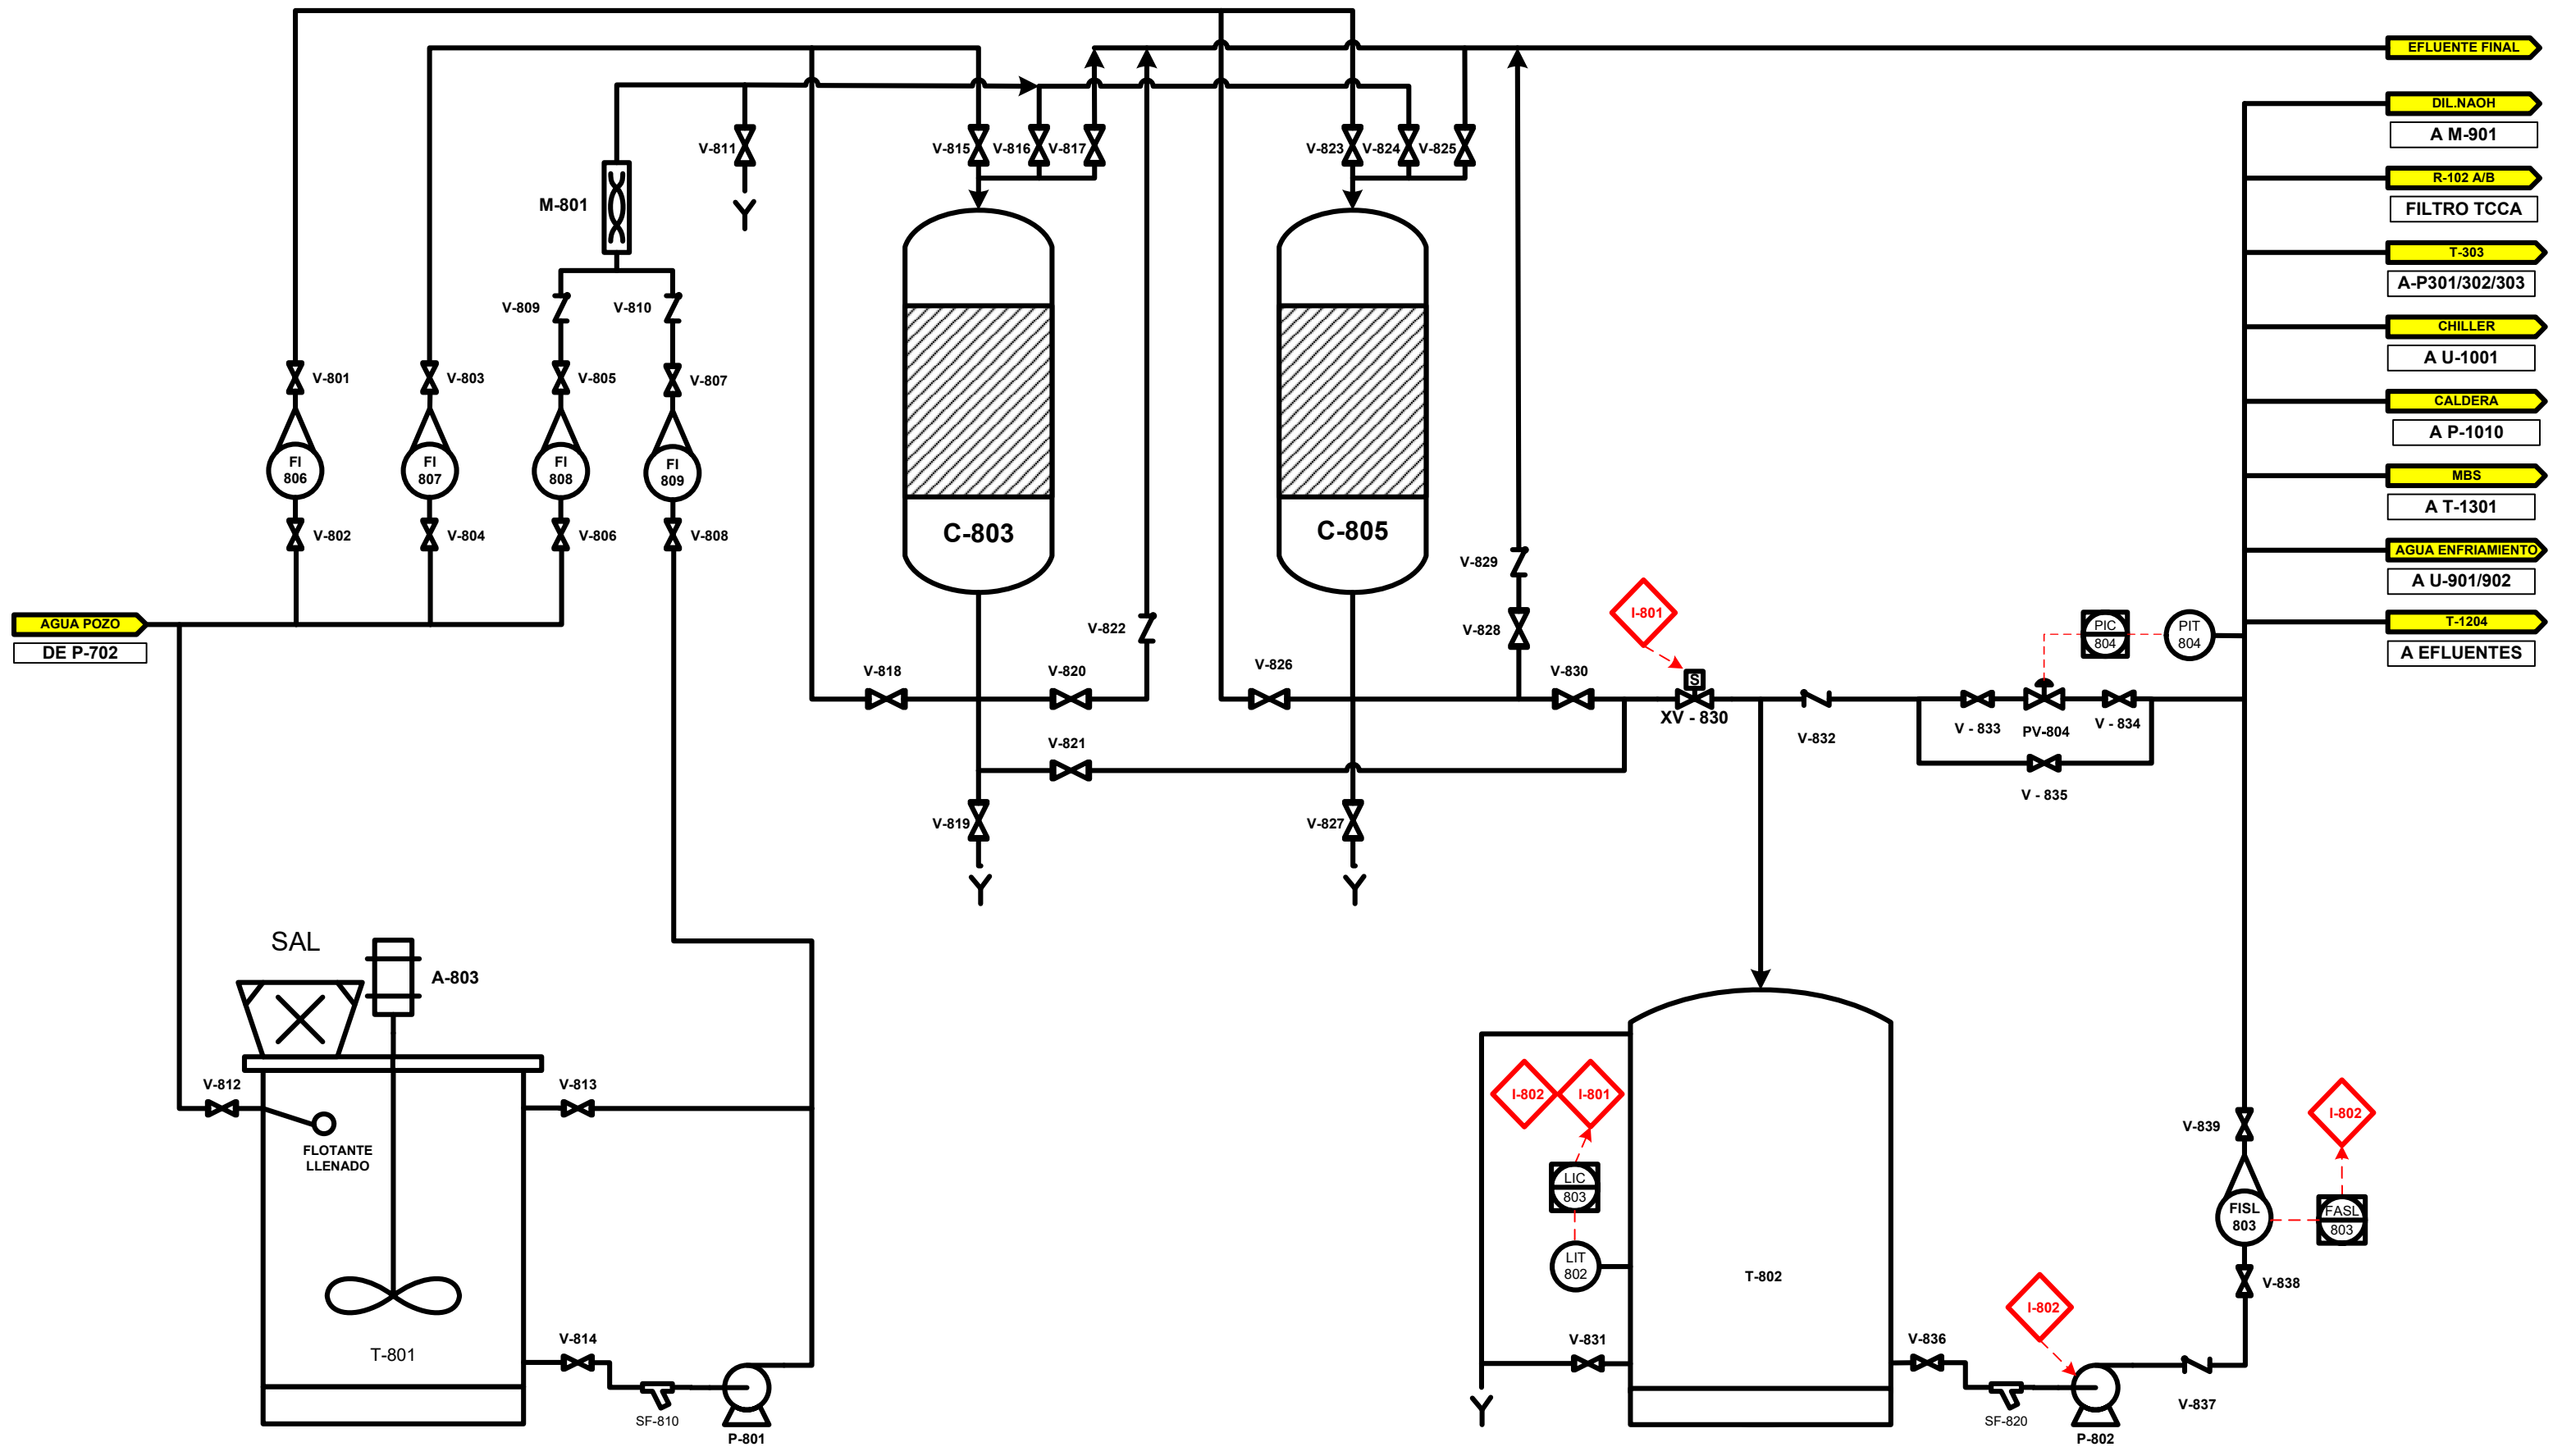 EFLUENTE FINAL
DIL.NAOH
A M-901
V-811
V-815
V-816
V-817
V-823
V-824
V-825
R-102 A/B
M-801
FILTRO TCCA
T-303
A-P301/302/303
V-809
V-810
CHILLER
A U-1001
V-801
V-803
V-805
V-807
CALDERA
A P-1010
FI
806
FI
807
FI
808
FI
809
MBS
A T-1301
V-802
V-804
V-806
V-808
C-803
C-805
AGUA ENFRIAMIENTO
V-829
A U-901/902
I-801
AGUA POZO
DE P-702
V-822
V-828
PIC
804
PIT
804
T-1204
A EFLUENTES
V-818
V-820
V-826
V-830
S
XV - 830
V-832
V - 833
PV-804
V - 834
V-821
V - 835
V-819
V-827
SAL
A-803
V-812
V-813
FLOTANTE
LLENADO
I-802
I-801
I-802
V-839
LIC
803
FISL
803
FASL
803
LIT
802
T-802
V-838
I-802
T-801
V-814
V-831
V-836
SF-810
P-801
SF-820
P-802
V-837